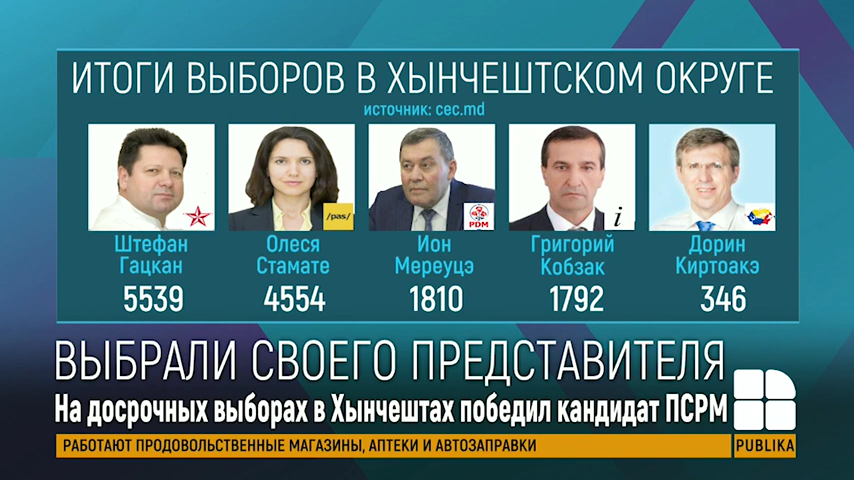 ИТОГИ ВЫБОРОВ В ХЫНЧЕШТСКОМ ОКРУГЕ
источник: cec.md
/pas/
PDM
i
Штефан
Гацкан
Олеся
Стамате
Ион
Мереуцэ
Григорий
Кобзак
Дорин
Киртоакэ
5539
4554
1810
1792
346
ВЫБРАЛИ СВОЕГО ПРЕДСТАВИТЕЛЯ
На досрочных выборах в Хынчештах победил кандидат ПСРМ
РАБОТАЮТ ПРОДОВОЛЬСТВЕННЫЕ МАГАЗИНЫ, АПТЕКИ И АВТОЗАПРАВКИ
PUBLIKA